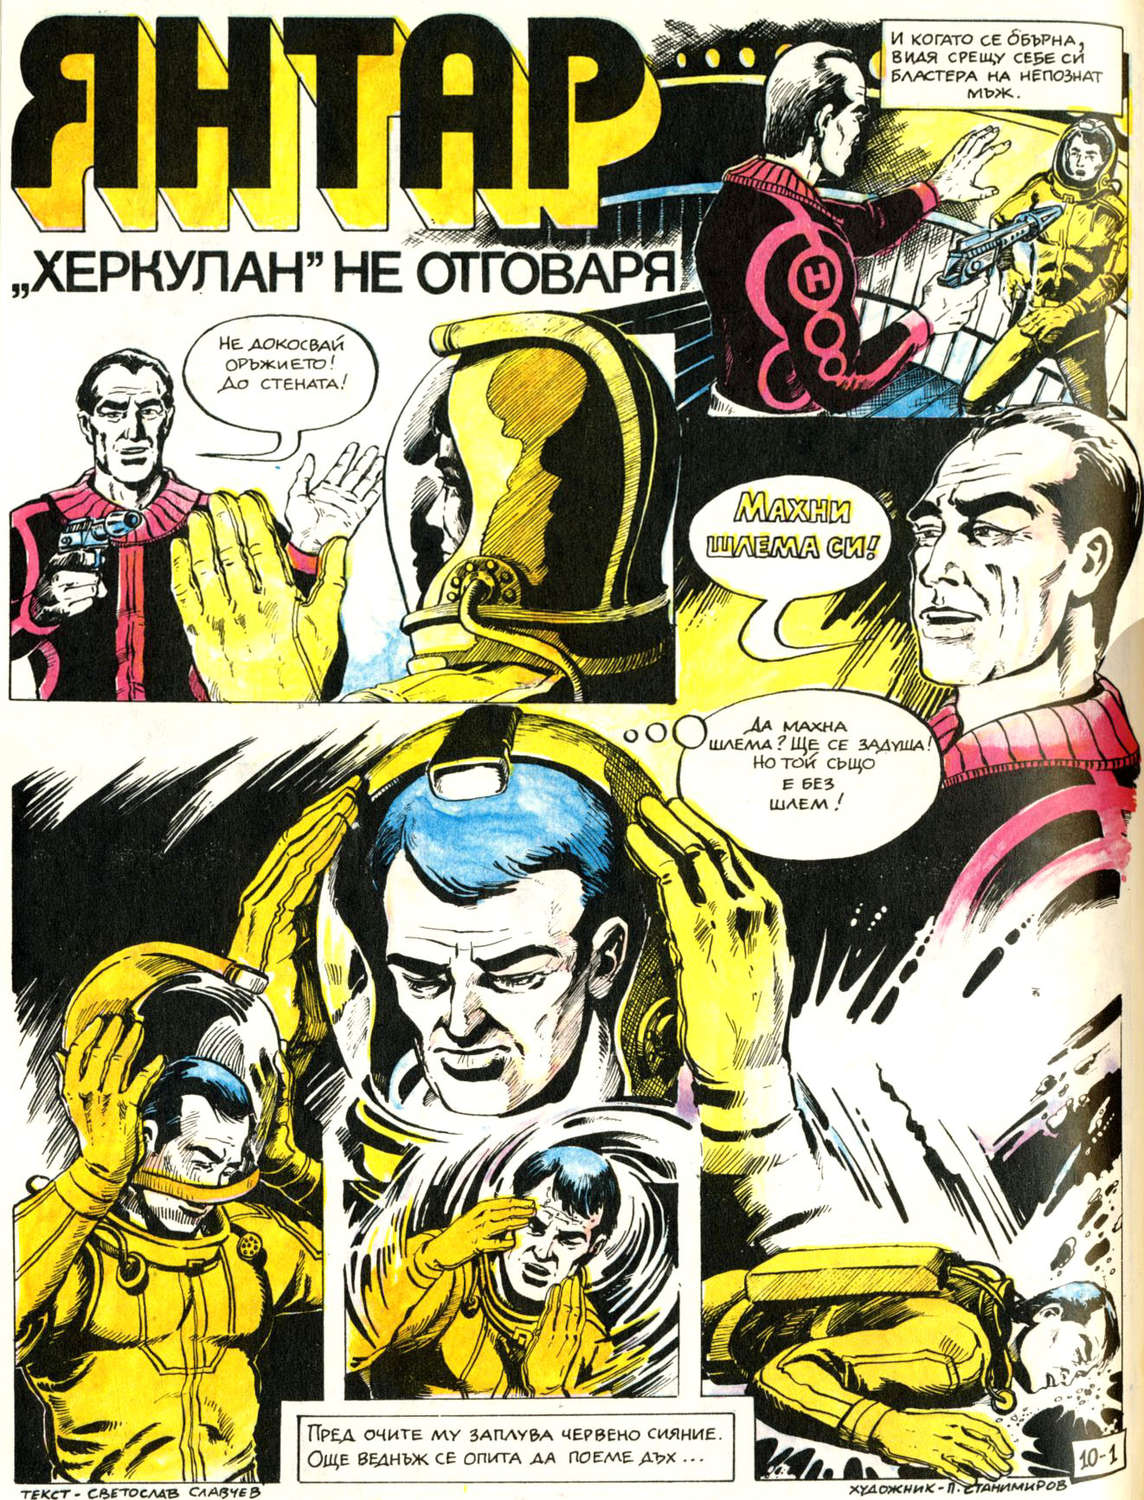 ЯНТАР
„ХЕРКУЛАН” НЕ ОТГОВАРЯ
И КОГАТО СЕ ОБЪРНА,
ВИДЯ СРЕЩУ СЕБЕ СИ
БЛАСТЕРА НА НЕПОЗНАТ
МЪЖ.
H
НЕ ДОКОСВАЙ
ОРЪЖИЕТО!
ДО СТЕНАТА!
МАХНИ
ШЛЕМА СИ!
ДА МАХНА
ШЛЕМА? ЩЕ СЕ ЗАДУША!
НО ТОЙ СЪЩО
Е БЕЗ
ШЛЕМ!
ПРЕД ОЧИТЕ МУ ЗАПЛУВА ЧЕРВЕНО СИЯНИЕ.
ОЩЕ ВЕДНЪЖ СЕ ОПИТА ДА ПОЕМЕ ДЪХ...
10-1
ТЕКСТ - СВЕТОСЛАВ СЛАВЧЕВ
ХУДОЖНИК - П. СТАНИМИРОВ